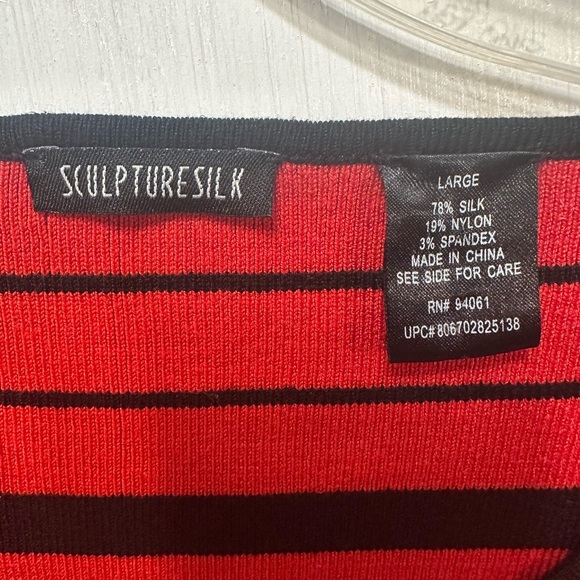 SCULPTURESILK
LARGE
78% SILK
19% NYLON
3% SPANDEX
MADE IN CHINA
SEE SIDE FOR CARE
RN# 94061
UPC#806702825138